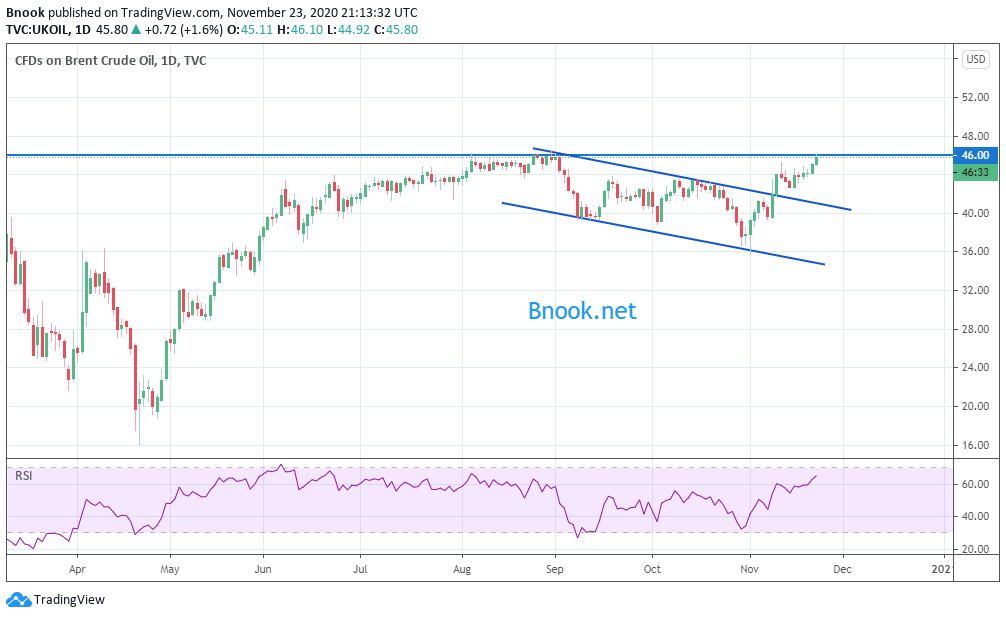 Bnook published on TradingView.com, November 23, 2020 21:13:32 UTC
TVC:UKOIL, 1D 45.80 ▲ +0.72 (+1.6%) O:45.11 H:46.10 L:44.92 C:45.80
CFDs on Brent Crude Oil, 1D, TVC
USD
52.00
48.00
46.00
46:33
40.00
36.00
32.00
28.00
24.00
20.00
16.00
Bnook.net
RSI
60.00
40.00
20.00
Apr May Jun Jul Aug Sep Oct Nov Dec 202
TradingView